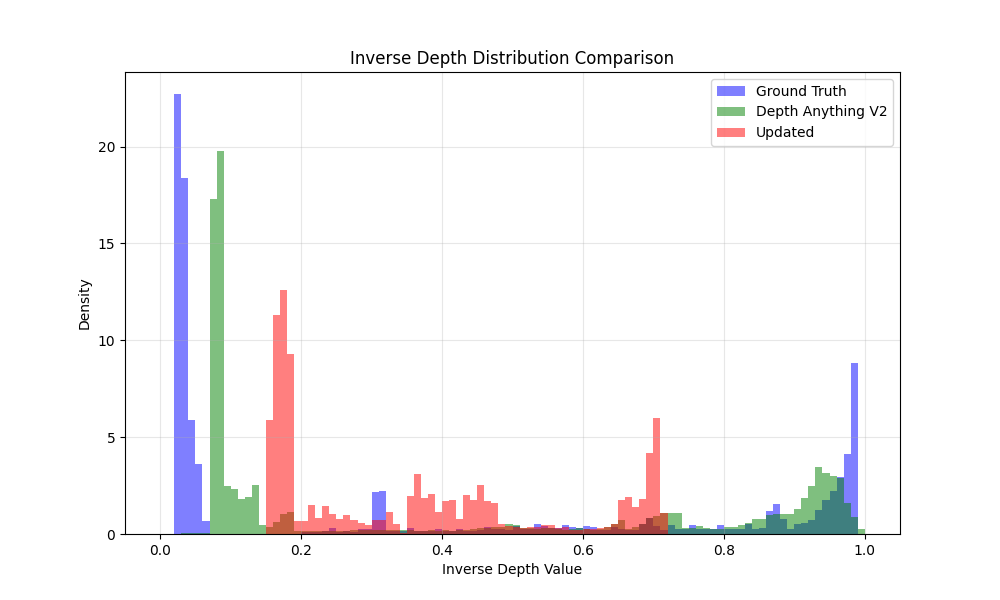 Inverse Depth Distribution Comparison
Ground Truth
Depth Anything V2
Updated
Density
20
15
10
5
0
0.0 0.2 0.4 0.6 0.8 1.0
Inverse Depth Value